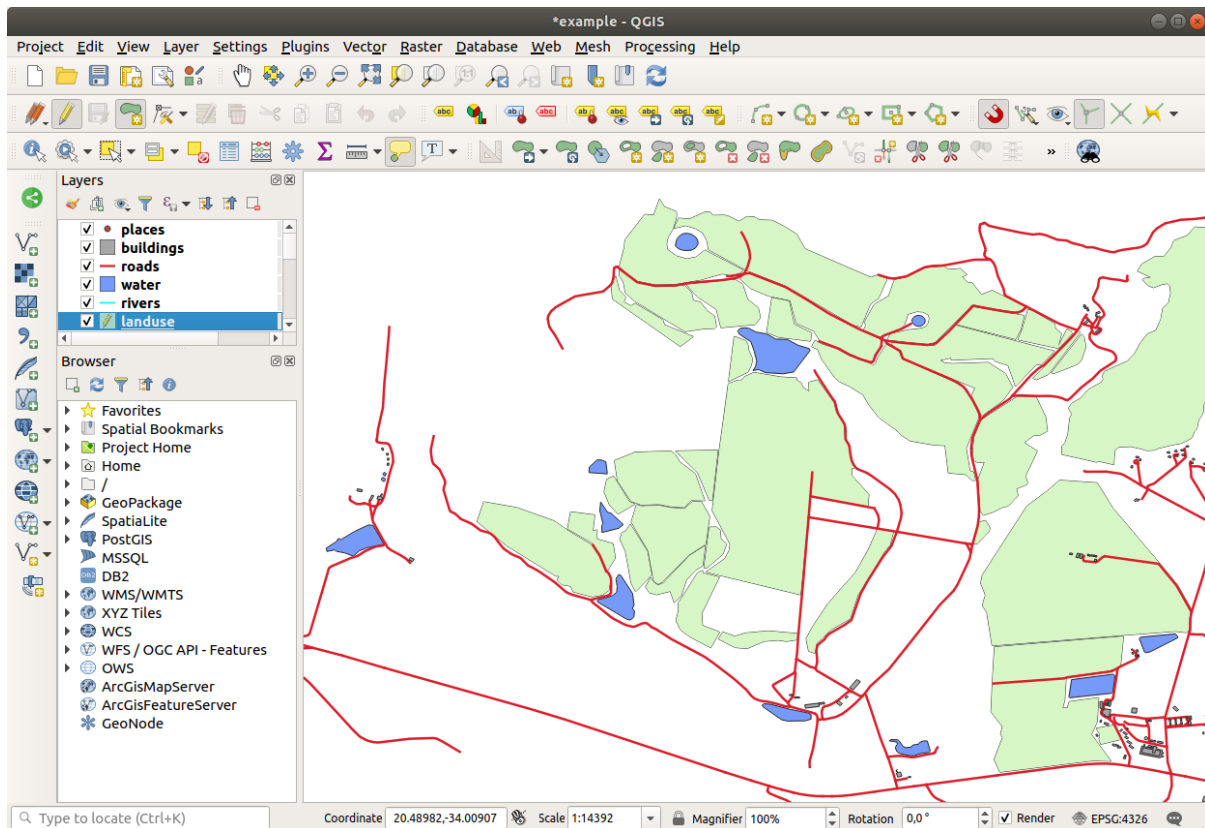 *example - QGIS
Project Edit View Layer Settings Plugins Vector Raster Database Web Mesh Processing Help
Layers
places
buildings
roads
water
rivers
landuse
Browser
Favorites
Spatial Bookmarks
Project Home
Home
/
GeoPackage
SpatiaLite
PostGIS
MSSQL
DB2
WMS/WMTS
XYZ Tiles
WCS
WFS / OGC API - Features
OWS
ArcGisMapServer
ArcGisFeatureServer
GeoNode
Type to locate (Ctrl+K) Coordinate 20.48982,-34.00907 Scale 1:14392 Magnifier 100% Rotation 0,0 ° Render EPSG:4326